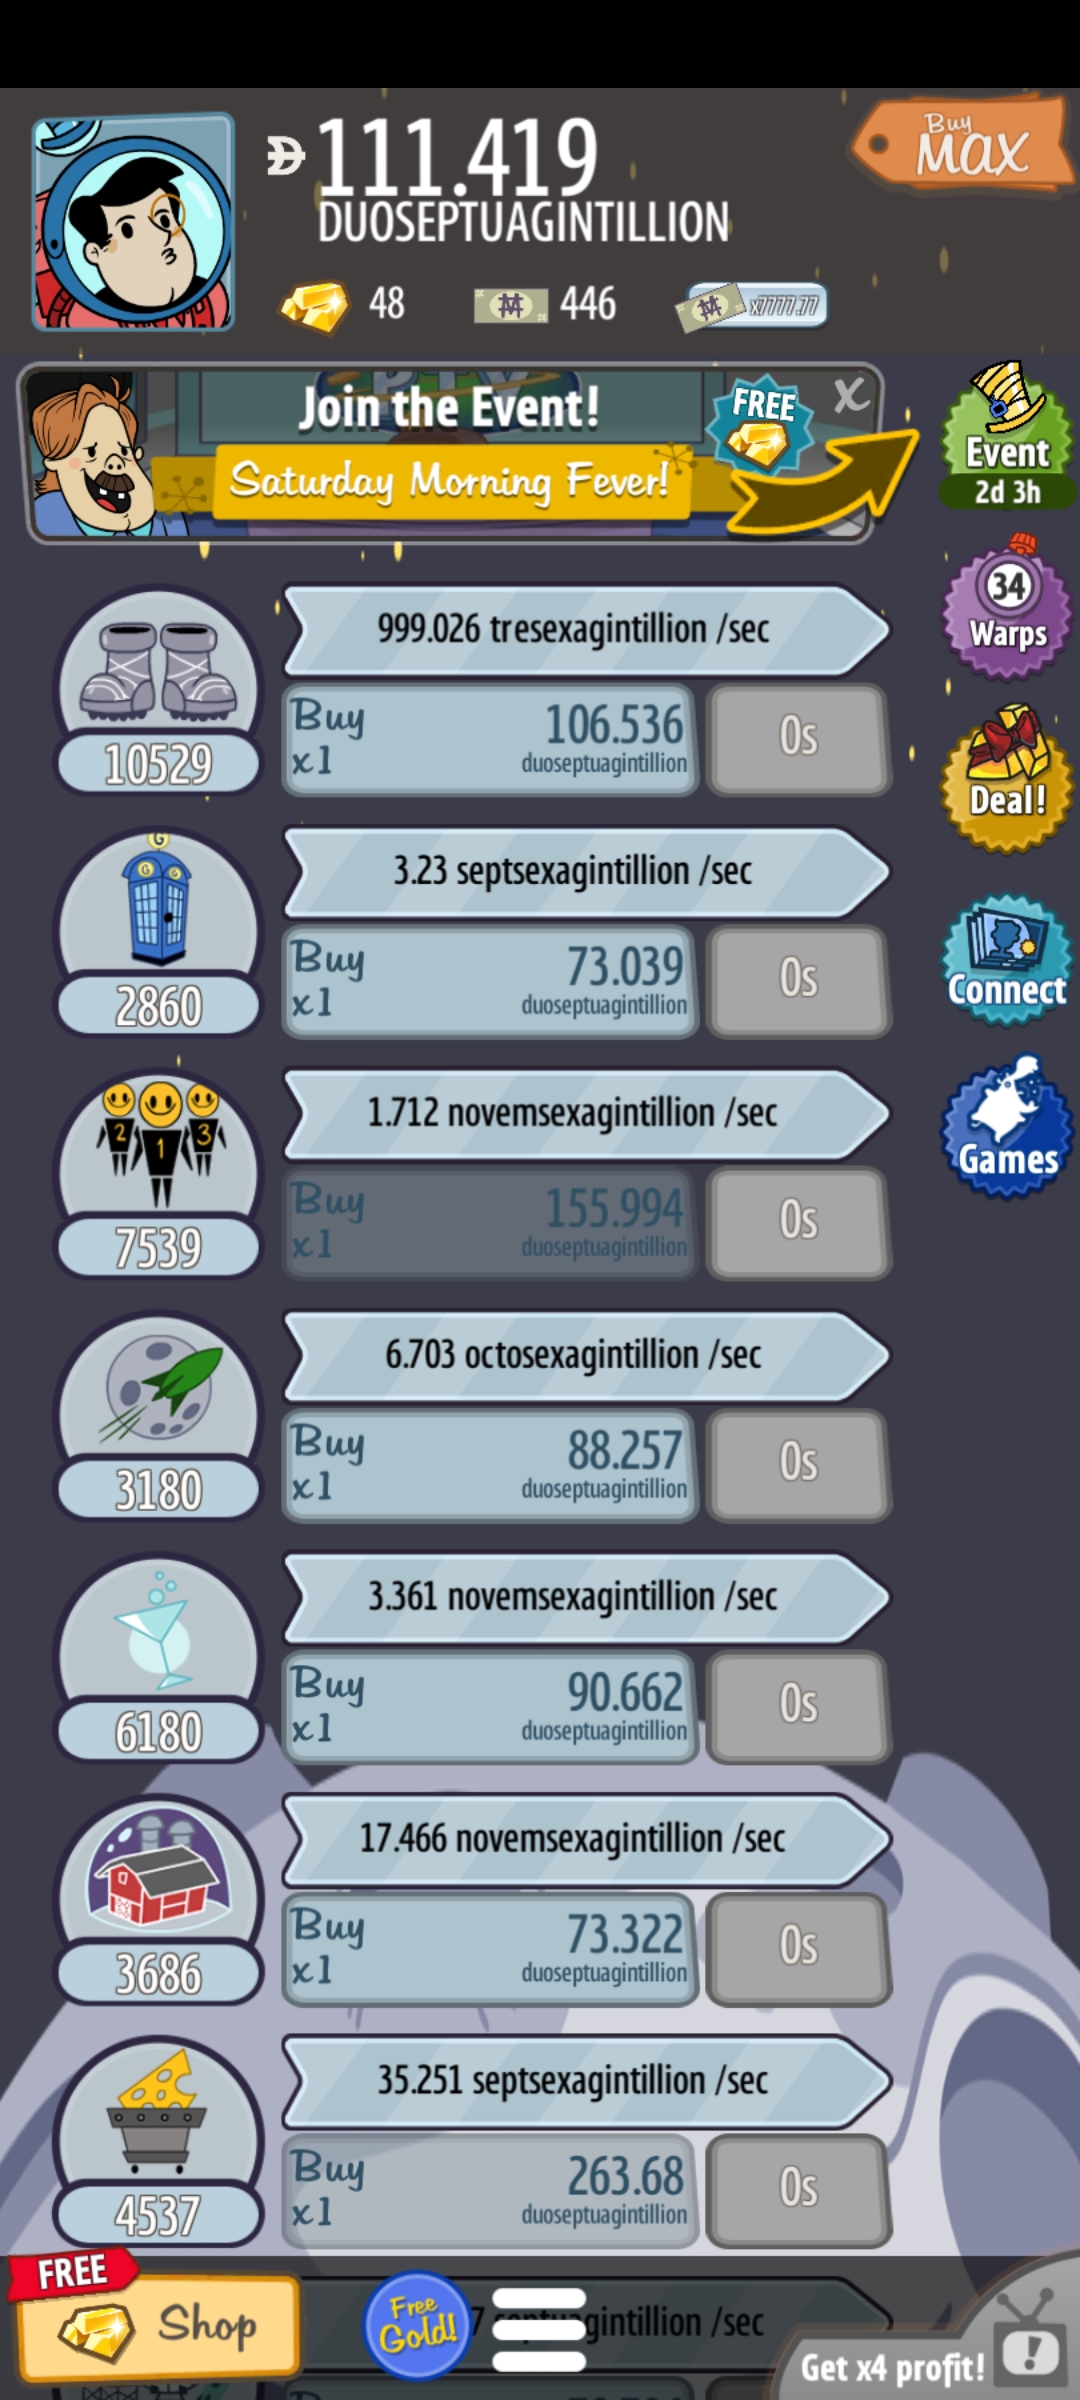 111.419
DUOSEPTUAGINTILLION
Buy
MAX
48
446
x7777.77
Join the Event!
FREE
X
Saturday Morning Fever!
Event
2d 3h
999.026 tresexagintillion /sec
Buy
x1
106.536
duoseptuagintillion
0s
10529
34
Warps
Deal!
3.23 septsexagintillion /sec
Buy
x1
73.039
duoseptuagintillion
0s
2860
Connect
1.712 novemsexagintillion /sec
Buy
x1
155.994
duoseptuagintillion
0s
2
1
3
7539
Games
6.703 octosexagintillion /sec
Buy
x1
88.257
duoseptuagintillion
0s
3180
3.361 novemsexagintillion /sec
Buy
x1
90.662
duoseptuagintillion
0s
6180
17.466 novemsexagintillion /sec
Buy
x1
73.322
duoseptuagintillion
0s
3686
35.251 septsexagintillion /sec
Buy
x1
263.68
duoseptuagintillion
0s
4537
FREE
Shop
Free
Gold!
/sec
Get x4 profit!